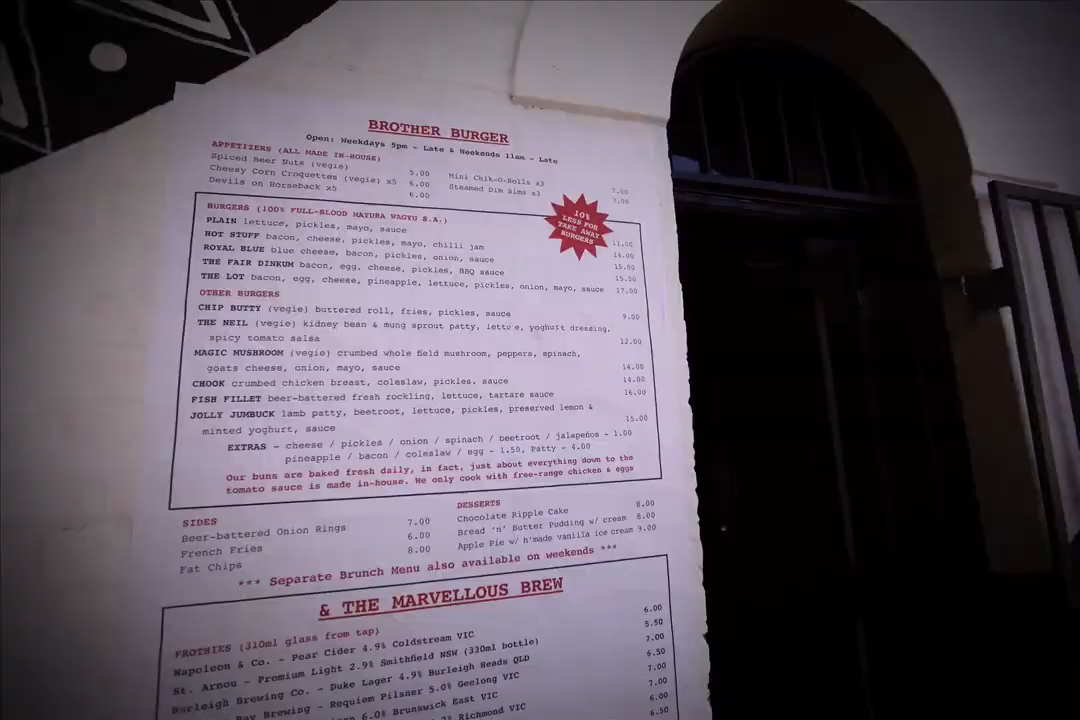 BROTHER BURGER
Open: Weekdays 5pm - Late & Weekends 11am - Late
APPETIZERS (ALL MADE IN-HOUSE)
Spiced Beer Nuts (vegie) 5.00
Cheesy Corn Croquettes (vegie) x5 6.00
Devils on Horseback x5 6.00
Mini Chik-O-Rolls x3 7.00
Steamed Dim Sims x3 7.00
10% LESS FOR TAKE AWAY BURGERS
BURGERS (100% FULL-BLOOD MAYURA WAGYU S.A.)
PLAIN lettuce, pickles, mayo, sauce 11.00
HOT STUFF bacon, cheese, pickles, mayo, chilli jam 14.00
ROYAL BLUE blue cheese, bacon, pickles, onion, sauce 15.00
THE FAIR DINKUM bacon, egg, cheese, pickles, BBQ sauce 15.00
THE LOT bacon, egg, cheese, pineapple, lettuce, pickles, onion, mayo, sauce 17.00
OTHER BURGERS
CHIP BUTTY (vegie) buttered roll, fries, pickles, sauce 9.00
THE NEIL (vegie) kidney bean & mung sprout patty, lettuce, yoghurt dressing,
spicy tomato salsa 12.00
MAGIC MUSHROOM (vegie) crumbed whole field mushroom, peppers, spinach,
goats cheese, onion, mayo, sauce 14.00
CHOOK crumbed chicken breast, coleslaw, pickles. sauce 14.00
FISH FILLET beer-battered fresh rockling, lettuce, tartare sauce 16.00
JOLLY JUMBUCK lamb patty, beetroot, lettuce, pickles, preserved lemon &
minted yoghurt, sauce 15.00
EXTRAS - cheese / pickles / onion / spinach / beetroot / jalapeños - 1.00
pineapple / bacon / coleslaw / egg - 1.50, Patty - 4.00
Our buns are baked fresh daily, in fact, just about everything down to the
tomato sauce is made in-house. We only cook with free-range chicken & eggs
SIDES
Beer-battered Onion Rings 7.00
French Fries 6.00
Fat Chips 8.00
DESSERTS
Chocolate Ripple Cake 8.00
Bread 'n' Butter Pudding w/ cream 8.00
Apple Pie w/ h'made vanilla ice cream 9.00
*** Separate Brunch Menu also available on weekends ***
& THE MARVELLOUS BREW
FROTHIES (310ml glass from tap)
Napoleon & Co. - Pear Cider 4.9% Coldstream VIC 6.00
St. Arnou - Premium Light 2.9% Smithfield NSW (330ml bottle) 5.50
Burleigh Brewing Co. - Duke Lager 4.9% Burleigh Heads QLD 7.00
Bay Brewing - Requiem Pilsner 5.0% Geelong VIC 6.50
6.0% Brunswick East VIC 7.00
Richmond VIC 7.00
6.00
6.50